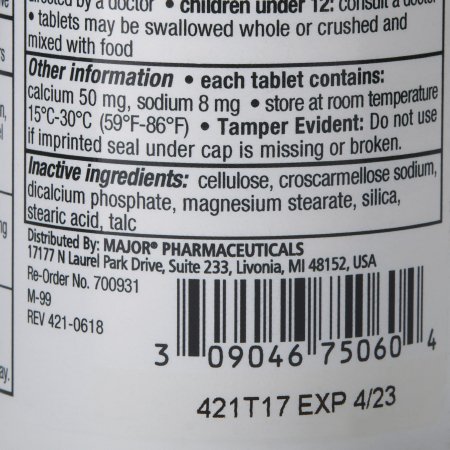 directed by a doctor • children under 12: consult a doctor
• tablets may be swallowed whole or crushed and
mixed with food
Other information • each tablet contains:
calcium 50 mg, sodium 8 mg • store at room temperature
15°C-30°C (59°F-86°F) • Tamper Evident: Do not use
if imprinted seal under cap is missing or broken.
Inactive ingredients: cellulose, croscarmellose sodium,
dicalcium phosphate, magnesium stearate, silica,
stearic acid, talc
Distributed By: MAJOR® PHARMACEUTICALS
17177 N Laurel Park Drive, Suite 233, Livonia, MI 48152, USA
Re-Order No. 700931
M-99
REV 421-0618
3 09046 75060 4
421T17 EXP 4/23